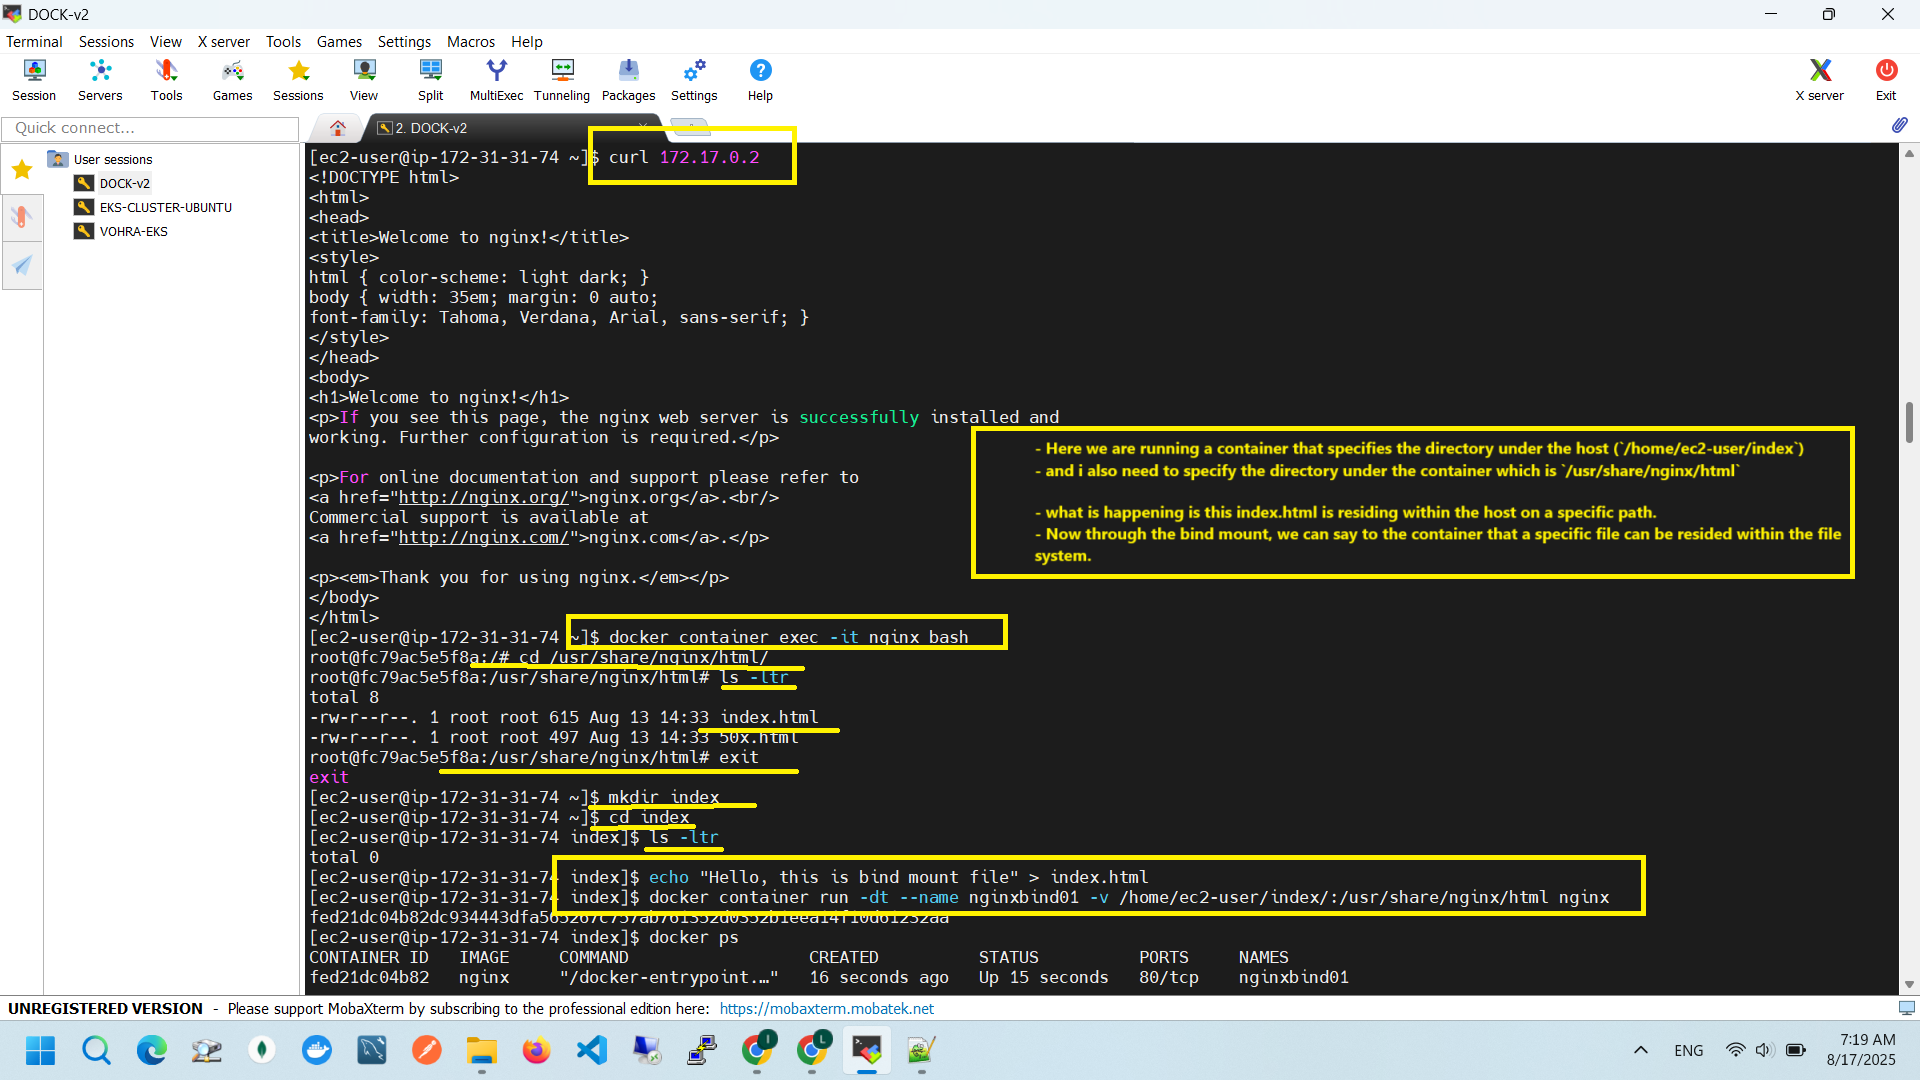 DOCK-v2
Terminal Sessions View X server Tools Games Settings Macros Help
Session Servers Tools Games Sessions View Split MultiExec Tunneling Packages Settings Help X server Exit
Quick connect...
2. DOCK-v2
User sessions
DOCK-v2
EKS-CLUSTER-UBUNTU
VOHRA-EKS
[ec2-user@ip-172-31-31-74 ~]$ curl 172.17.0.2
<!DOCTYPE html>
<html>
<head>
<title>Welcome to nginx!</title>
<style>
html { color-scheme: light dark; }
body { width: 35em; margin: 0 auto;
font-family: Tahoma, Verdana, Arial, sans-serif; }
</style>
</head>
<body>
<h1>Welcome to nginx!</h1>
<p>If you see this page, the nginx web server is successfully installed and
working. Further configuration is required.</p>
<p>For online documentation and support please refer to
<a href="http://nginx.org/">nginx.org</a>.<br/>
Commercial support is available at
<a href="http://nginx.com/">nginx.com</a>.</p>
<p><em>Thank you for using nginx.</em></p>
</body>
</html>
- Here we are running a container that specifies the directory under the host (`/home/ec2-user/index`)
- and i also need to specify the directory under the container which is `/usr/share/nginx/html`
- what is happening is this index.html is residing within the host on a specific path.
- Now through the bind mount, we can say to the container that a specific file can be resided within the file
system.
[ec2-user@ip-172-31-31-74 ~]$ docker container exec -it nginx bash
root@fc79ac5e5f8a:/# cd /usr/share/nginx/html/
root@fc79ac5e5f8a:/usr/share/nginx/html# ls -ltr
total 8
-rw-r--r--. 1 root root 615 Aug 13 14:33 index.html
-rw-r--r--. 1 root root 497 Aug 13 14:33 50x.html
root@fc79ac5e5f8a:/usr/share/nginx/html# exit
exit
[ec2-user@ip-172-31-31-74 ~]$ mkdir index
[ec2-user@ip-172-31-31-74 ~]$ cd index
[ec2-user@ip-172-31-31-74 index]$ ls -ltr
total 0
[ec2-user@ip-172-31-31-74 index]$ echo "Hello, this is bind mount file" > index.html
[ec2-user@ip-172-31-31-74 index]$ docker container run -dt --name nginxbind01 -v /home/ec2-user/index/:/usr/share/nginx/html nginx
[ec2-user@ip-172-31-31-74 index]$ docker ps
CONTAINER ID IMAGE COMMAND CREATED STATUS PORTS NAMES
fed21dc04b82 nginx "/docker-entrypoint.…" 16 seconds ago Up 15 seconds 80/tcp nginxbind01
UNREGISTERED VERSION - Please support MobaXterm by subscribing to the professional edition here: https://mobaxterm.mobatek.net
ENG
7:19 AM
8/17/2025